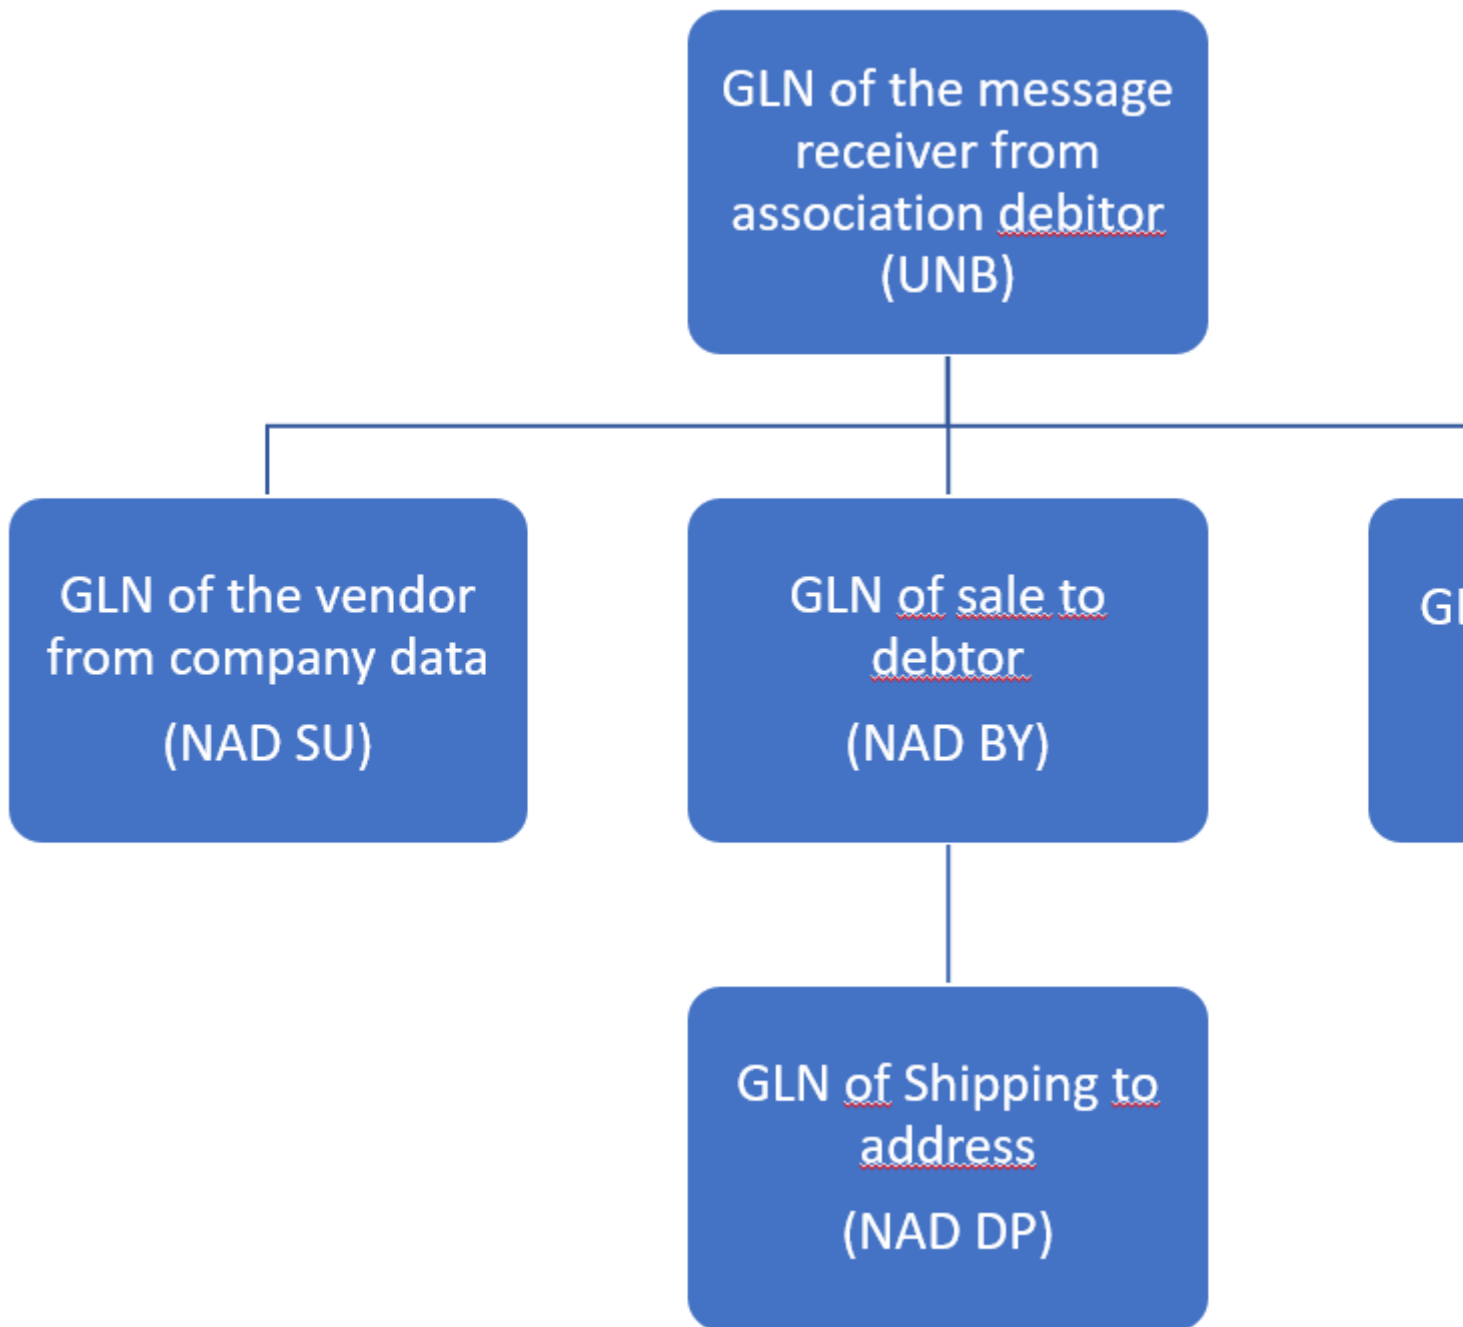 GLN of the message
receiver from
association debitor
(UNB)
GLN of the vendor
from company data
(NAD SU)
GLN of sale to
debtor
(NAD BY)
GLN of Shipping to
address
(NAD DP)